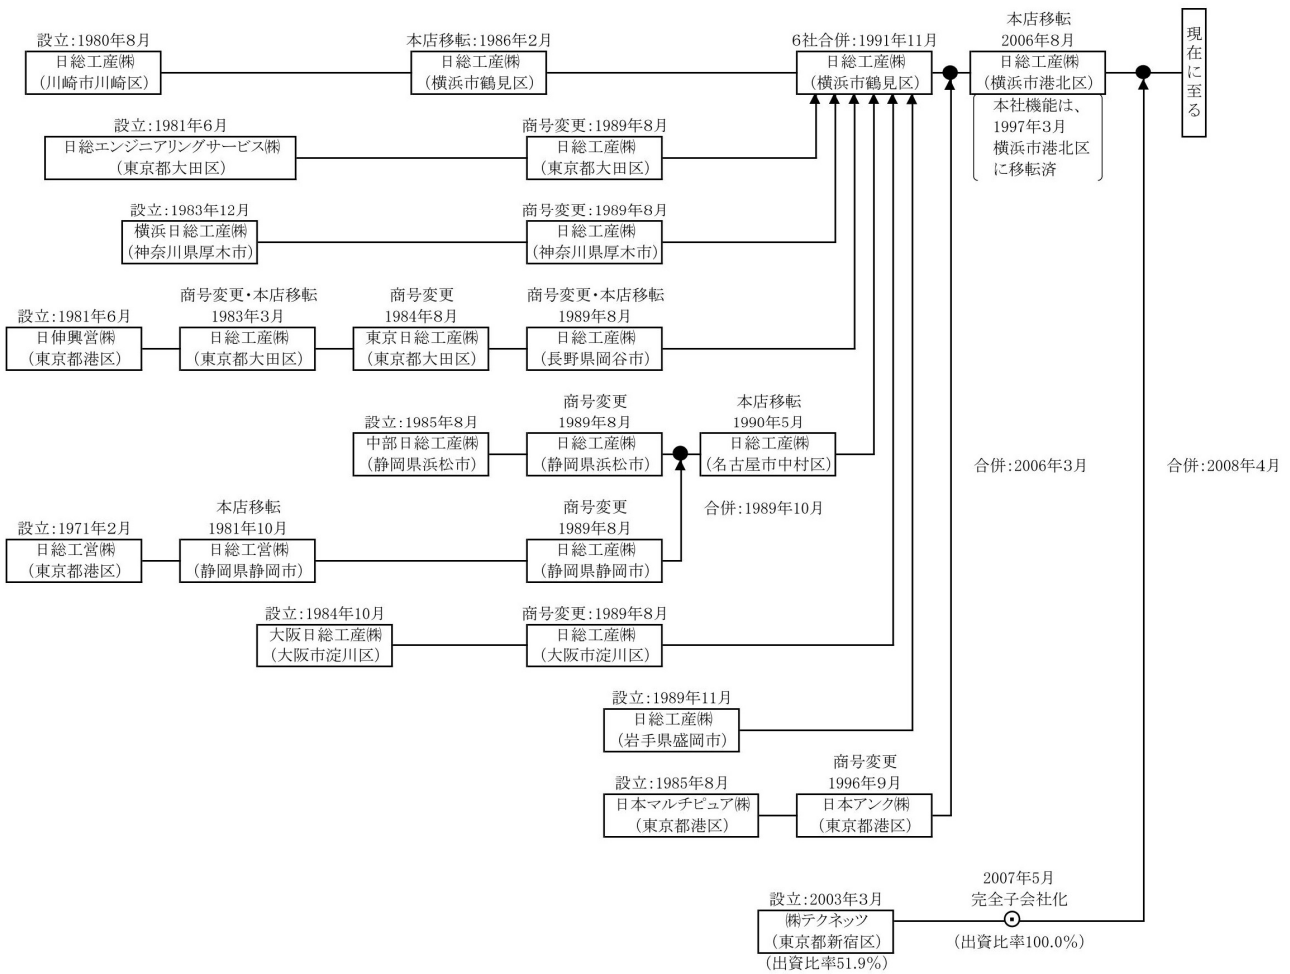 設立:1980年8月
日総工産㈱
(川崎市川崎区)
本店移転:1986年2月
日総工産㈱
(横浜市鶴見区)
6社合併:1991年11月
日総工産㈱
(横浜市鶴見区)
本店移転
2006年8月
日総工産㈱
(横浜市港北区)
本社機能は、
1997年3月
横浜市港北区
に移転済
現在に至る
設立:1981年6月
日総エンジニアリングサービス㈱
(東京都大田区)
商号変更:1989年8月
日総工産㈱
(東京都大田区)
設立:1983年12月
横浜日総工産㈱
(神奈川県厚木市)
商号変更:1989年8月
日総工産㈱
(神奈川県厚木市)
設立:1981年6月
日伸興営㈱
(東京都港区)
商号変更・本店移転
1983年3月
日総工産㈱
(東京都大田区)
商号変更
1984年8月
東京日総工産㈱
(東京都大田区)
商号変更・本店移転
1989年8月
日総工産㈱
(長野県岡谷市)
設立:1985年8月
中部日総工産㈱
(静岡県浜松市)
商号変更
1989年8月
日総工産㈱
(静岡県浜松市)
本店移転
1990年5月
日総工産㈱
(名古屋市中村区)
合併:2006年3月
合併:2008年4月
設立:1971年2月
日総工営㈱
(東京都港区)
本店移転
1981年10月
日総工営㈱
(静岡県静岡市)
商号変更
1989年8月
日総工産㈱
(静岡県静岡市)
合併:1989年10月
設立:1984年10月
大阪日総工産㈱
(大阪市淀川区)
商号変更:1989年8月
日総工産㈱
(大阪市淀川区)
設立:1989年11月
日総工産㈱
(岩手県盛岡市)
設立:1985年8月
日本マルチピュア㈱
(東京都港区)
商号変更
1996年9月
日本アンク㈱
(東京都港区)
設立:2003年3月
㈱テクネッツ
(東京都新宿区)
(出資比率51.9%)
2007年5月
完全子会社化
(出資比率100.0%)